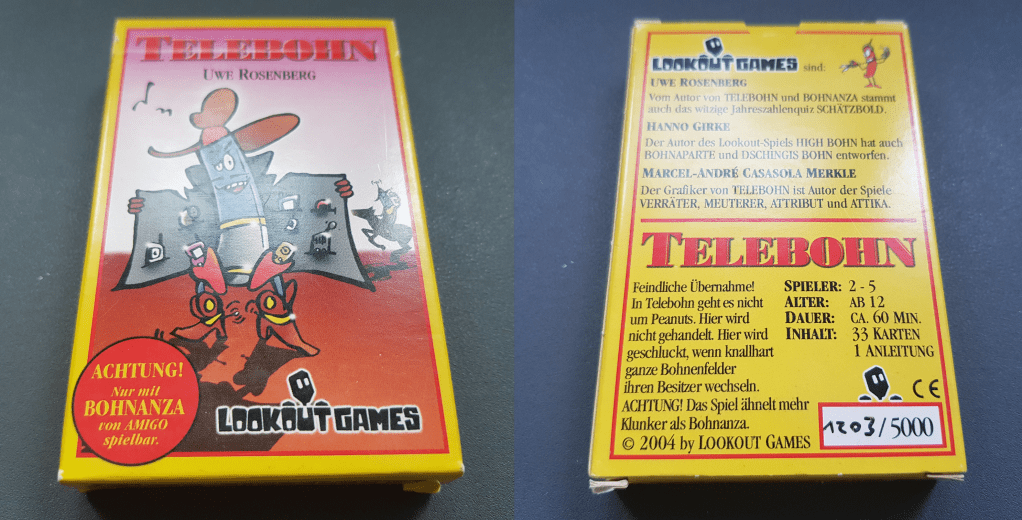 TELEBOHN
UWE ROSENBERG
ACHTUNG!
Nur mit
BOHNANZA
von AMIGO
spielbar.
LOOKOUT GAMES
LOOKOUT GAMES sind:
UWE ROSENBERG
Vom Autor von TELEBOHN und BOHNANZA stammt
auch das witzige Jahreszahlenquiz SCHÄTZBOLD.
HANNO GIRKE
Der Autor des Lookout-Spiels HIGH BOHN hat auch
BOHNAPARTE und DSCHINGIS BOHN entworfen.
MARCEL-ANDRÉ CASASOLA MERKLE
Der Grafiker von TELEBOHN ist Autor der Spiele
VERRÄTER, MEUTERER, ATTRIBUT und ATTIKA.
TELEBOHN
Feindliche Übernahme!
In Telebohn geht es nicht
um Peanuts. Hier wird
nicht gehandelt. Hier wird
geschluckt, wenn knallhart
ganze Bohnenfelder
ihren Besitzer wechseln.
ACHTUNG! Das Spiel ähnelt mehr
Klunker als Bohnanza.
© 2004 by LOOKOUT GAMES
SPIELER: 2 - 5
ALTER: AB 12
DAUER: CA. 60 MIN.
INHALT: 33 KARTEN
1 ANLEITUNG
CE
1203/5000